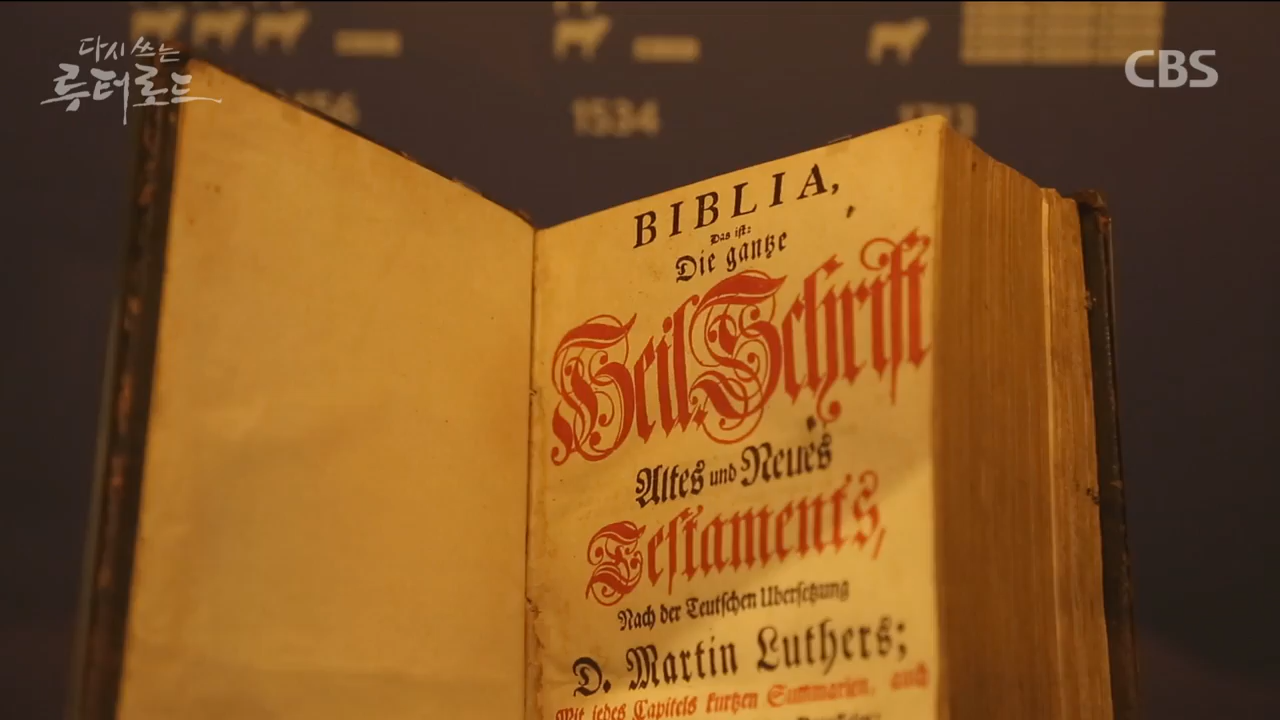 다시 쓰는
루터로드
CBS
1534
BIBLIA,
Das ist:
Die gantze
Heil. Schrift
Altes und Neues
Testaments,
Nach der Teutschen Ubersetzung
D. Martin Luthers;
Mit jedes Capitels kurtzen Summarien, auch